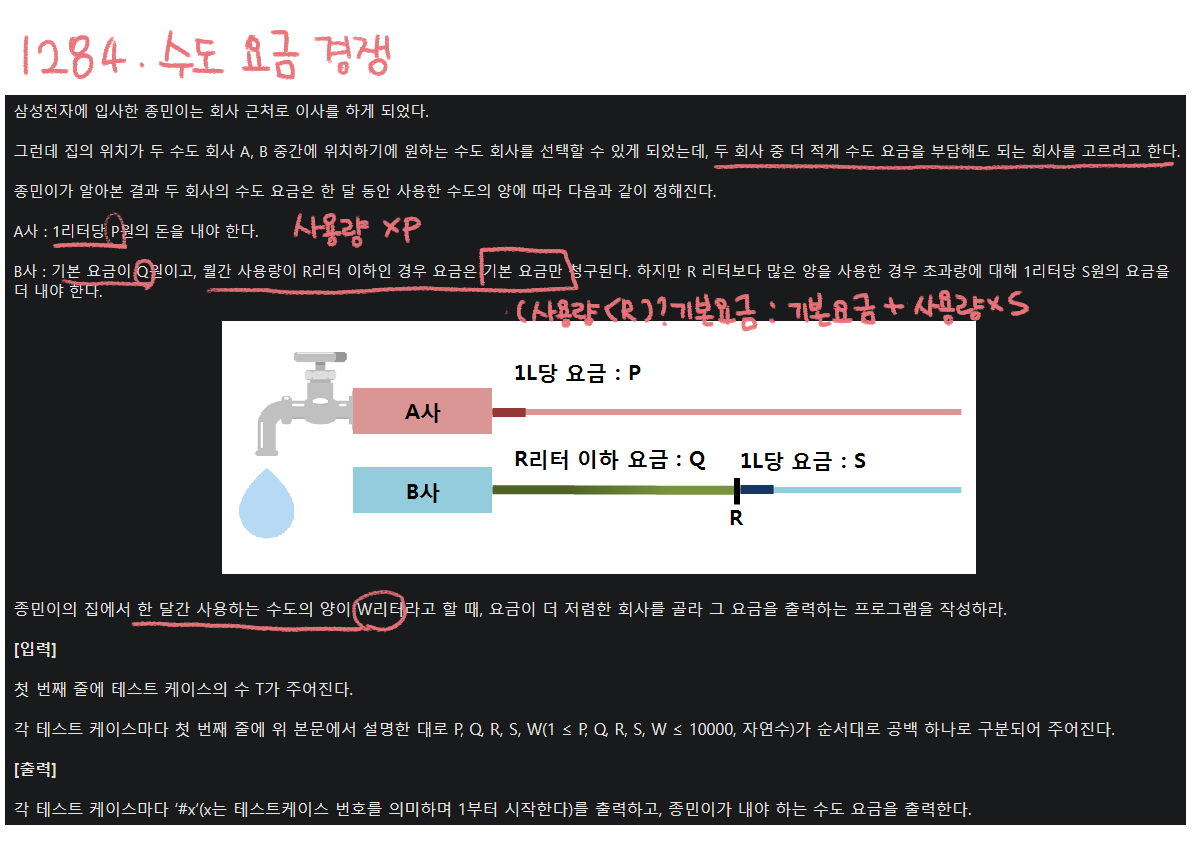 1284. 수도 요금 경쟁
삼성전자에 입사한 종민이는 회사 근처로 이사를 하게 되었다.
그런데 집의 위치가 두 수도 회사 A, B 중간에 위치하기에 원하는 수도 회사를 선택할 수 있게 되었는데, 두 회사 중 더 적게 수도 요금을 부담해도 되는 회사를 고르려고 한다.
종민이가 알아본 결과 두 회사의 수도 요금은 한 달 동안 사용한 수도의 양에 따라 다음과 같이 정해진다.
A사 : 1리터당 P원의 돈을 내야 한다. 사용량 ×P
B사 : 기본 요금이 Q원이고, 월간 사용량이 R리터 이하인 경우 요금은 기본 요금만 청구된다. 하지만 R 리터보다 많은 양을 사용한 경우 초과량에 대해 1리터당 S원의 요금을
더 내야 한다.
(사용량<R)?기본요금 : 기본요금 + 사용량×S
1L당 요금 : P
A사
R리터 이하 요금 : Q 1L당 요금 : S
B사
R
종민이의 집에서 한 달간 사용하는 수도의 양이 W리터라고 할 때, 요금이 더 저렴한 회사를 골라 그 요금을 출력하는 프로그램을 작성하라.
[입력]
첫 번째 줄에 테스트 케이스의 수 T가 주어진다.
각 테스트 케이스마다 첫 번째 줄에 위 본문에서 설명한 대로 P, Q, R, S, W(1 ≤ P, Q, R, S, W ≤ 10000, 자연수)가 순서대로 공백 하나로 구분되어 주어진다.
[출력]
각 테스트 케이스마다 ‘#x’(x는 테스트케이스 번호를 의미하며 1부터 시작한다)를 출력하고, 종민이가 내야 하는 수도 요금을 출력한다.